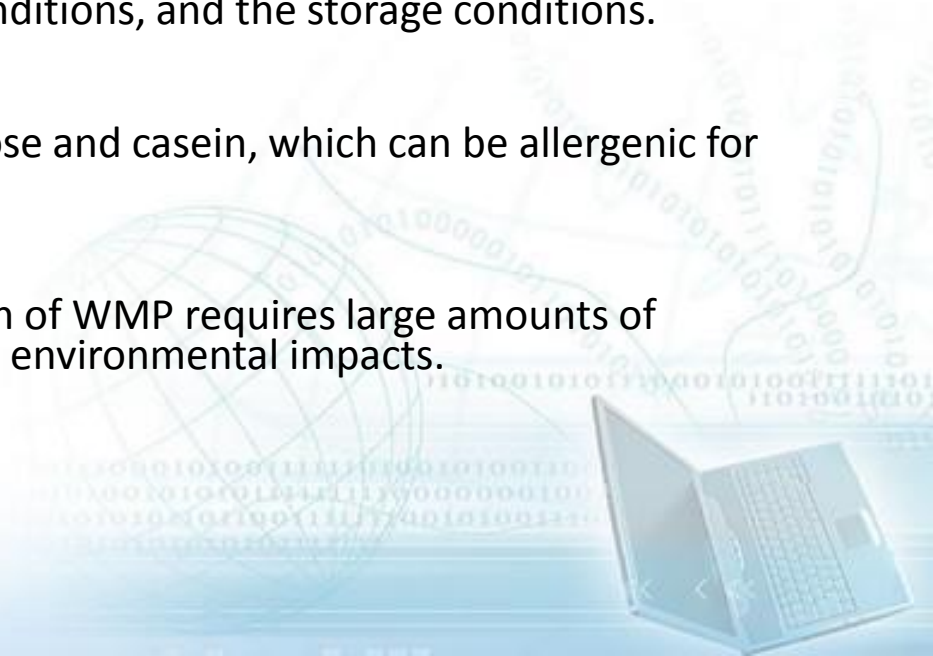 nditions, and the storage conditions.
ose and casein, which can be allergenic for
n of WMP requires large amounts of
environmental impacts.